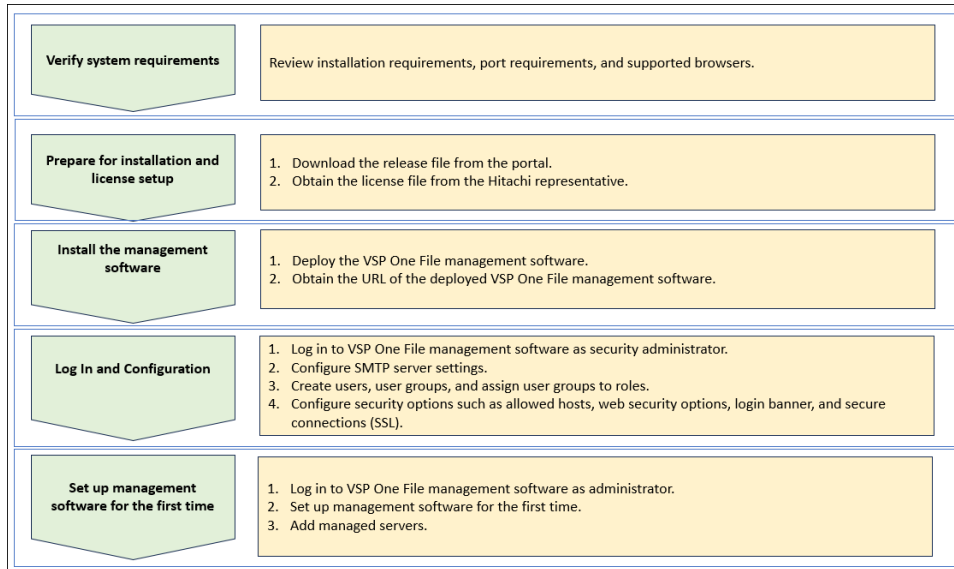 Verify system requirements
Review installation requirements, port requirements, and supported browsers.
Prepare for installation and
license setup
1. Download the release file from the portal.
2. Obtain the license file from the Hitachi representative.
Install the management
software
1. Deploy the VSP One File management software.
2. Obtain the URL of the deployed VSP One File management software.
Log In and Configuration
1. Log in to VSP One File management software as security administrator.
2. Configure SMTP server settings.
3. Create users, user groups, and assign user groups to roles.
4. Configure security options such as allowed hosts, web security options, login banner, and secure
connections (SSL).
Set up management
software for the first time
1. Log in to VSP One File management software as administrator.
2. Set up management software for the first time.
3. Add managed servers.